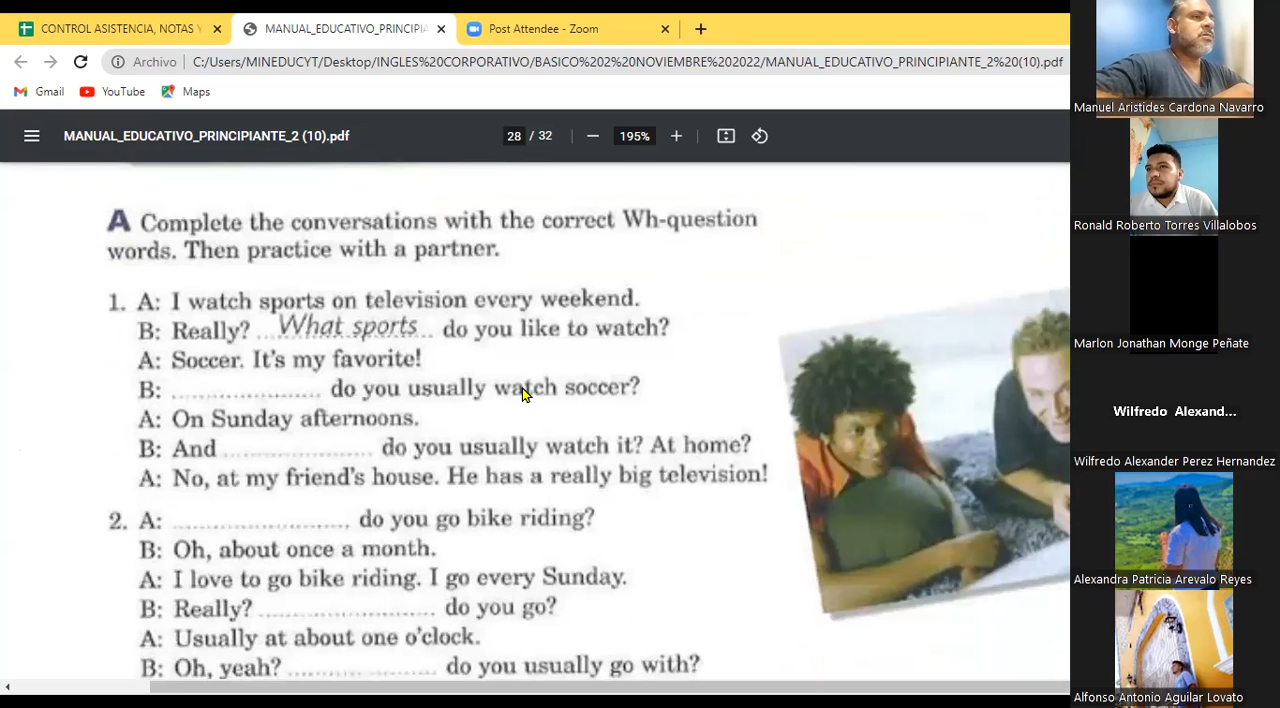 CONTROL ASISTENCIA, NOTAS Y
MANUAL_EDUCATIVO_PRINCIPIA
Post Attendee - Zoom
Archivo
C:/Users/MINEDUCYT/Desktop/INGLES%20CORPORATIVO/BASICO%202%20NOVIEMBRE%202022/MANUAL_EDUCATIVO_PRINCIPIANTE_2%20(10).pdf
Gmail
YouTube
Maps
MANUAL_EDUCATIVO_PRINCIPIANTE_2 (10).pdf
28 / 32
195%
A Complete the conversations with the correct Wh-question
words. Then practice with a partner.
1. A: I watch sports on television every weekend.
B: Really? ...What sports... do you like to watch?
A: Soccer. It's my favorite!
B: .................... do you usually watch soccer?
A: On Sunday afternoons.
B: And .................... do you usually watch it? At home?
A: No, at my friend's house. He has a really big television!
2. A: ........................ do you go bike riding?
B: Oh, about once a month.
A: I love to go bike riding. I go every Sunday.
B: Really? ........................ do you go?
A: Usually at about one o'clock.
B: Oh, yeah? .................... do you usually go with?
Manuel Aristides Cardona Navarro
Ronald Roberto Torres Villalobos
Marlon Jonathan Monge Peñate
Wilfredo Alexand...
Wilfredo Alexander Perez Hernandez
Alexandra Patricia Arevalo Reyes
Alfonso Antonio Aguilar Lovato